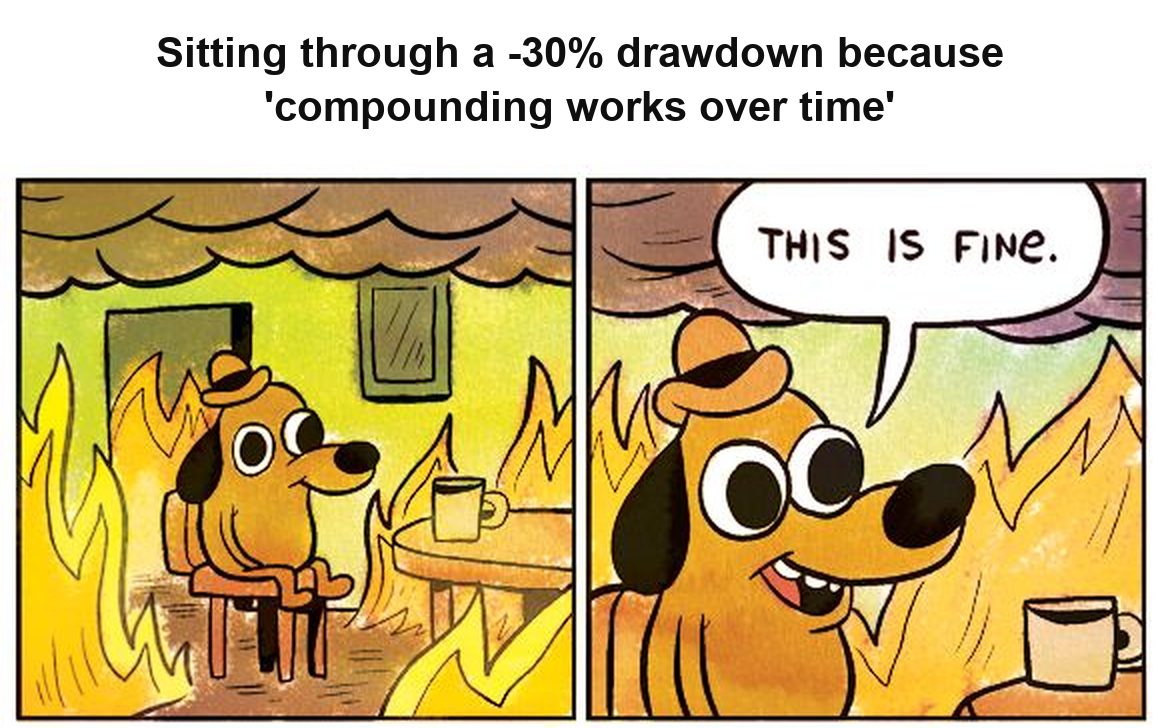 Sitting through a -30% drawdown because
'compounding works over time'
THIS IS FINE.